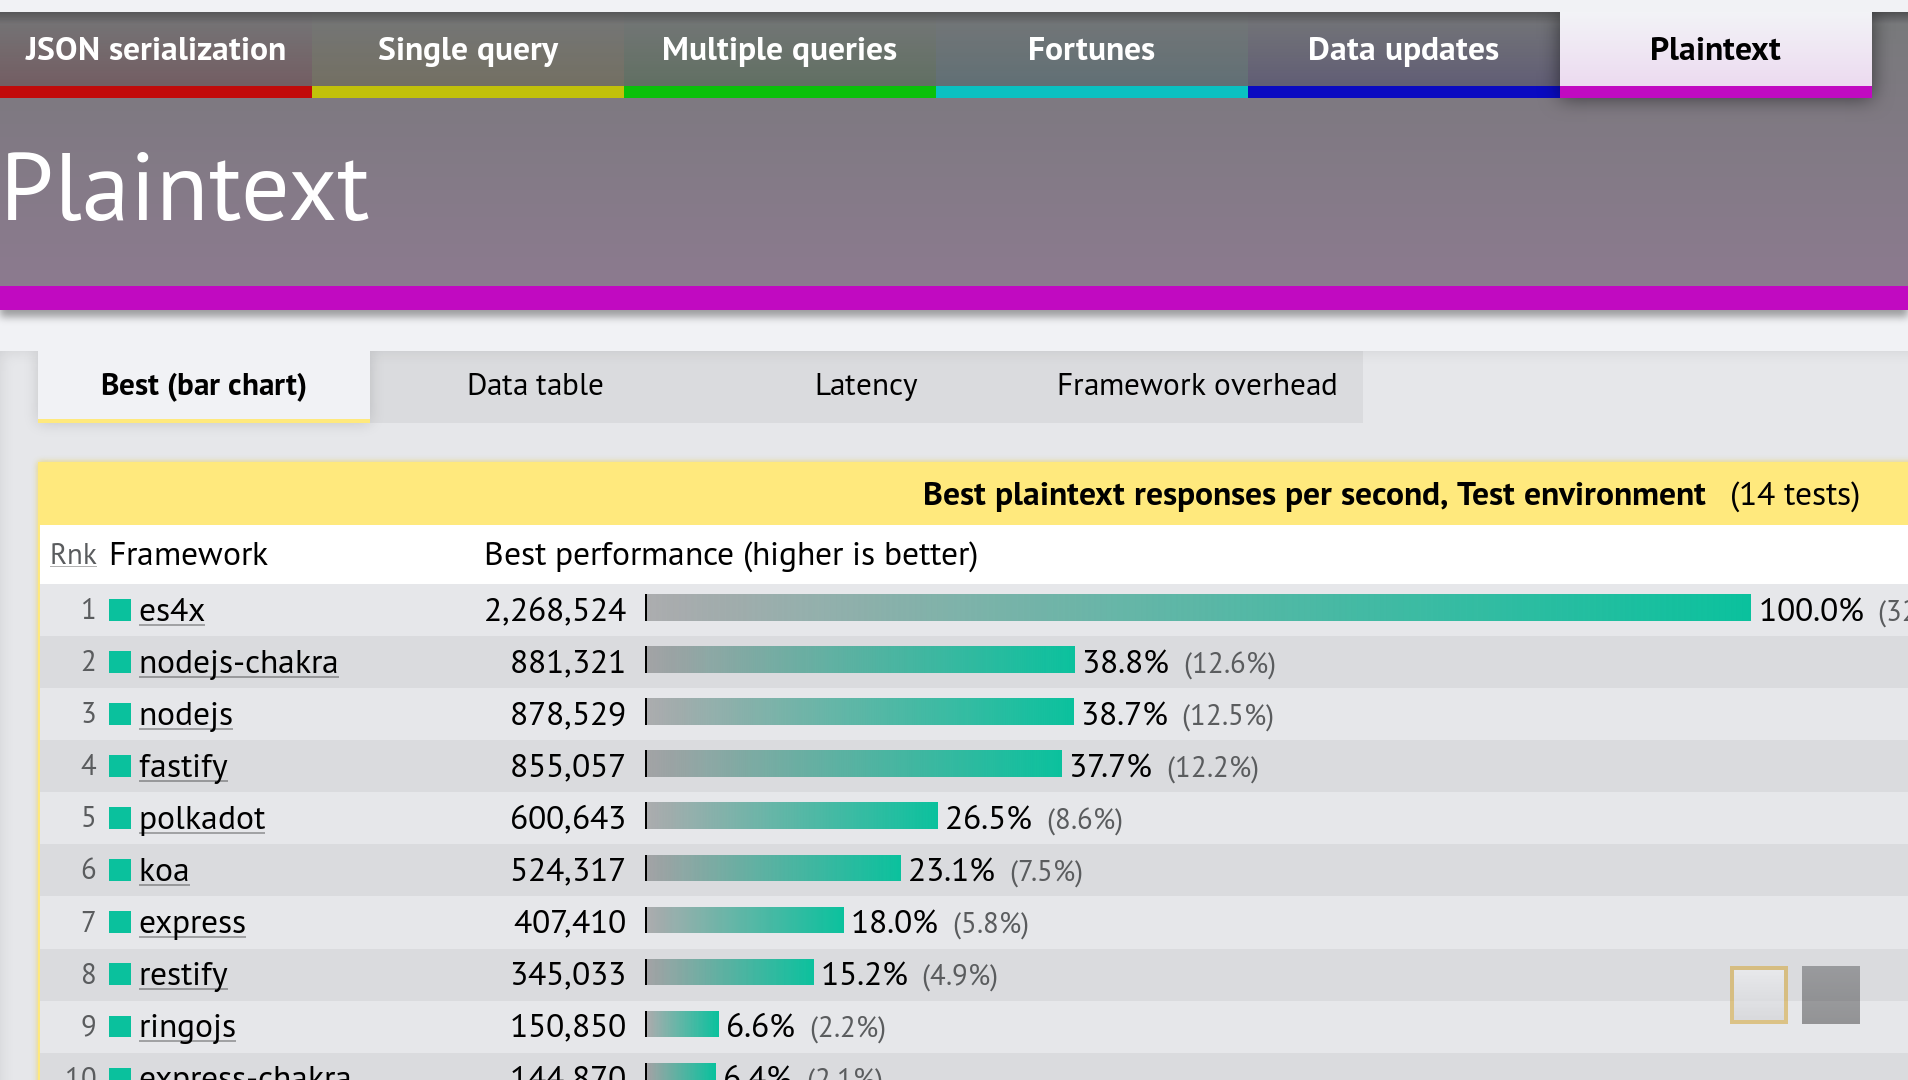 JSON serialization Single query Multiple queries Fortunes Data updates Plaintext
Plaintext
Best (bar chart) Data table Latency Framework overhead
Best plaintext responses per second, Test environment (14 tests)
Rnk Framework Best performance (higher is better)
1 es4x 2,268,524 100.0%
2 nodejs-chakra 881,321 38.8% (12.6%)
3 nodejs 878,529 38.7% (12.5%)
4 fastify 855,057 37.7% (12.2%)
5 polkadot 600,643 26.5% (8.6%)
6 koa 524,317 23.1% (7.5%)
7 express 407,410 18.0% (5.8%)
8 restify 345,033 15.2% (4.9%)
9 ringojs 150,850 6.6% (2.2%)
10 express-chakra 144,870 6.4% (2.1%)